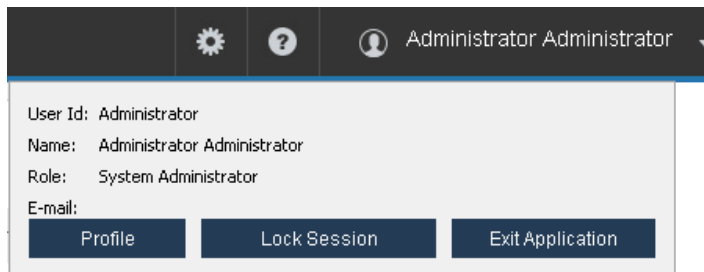 Administrator Administrator
User Id: Administrator
Name: Administrator Administrator
Role: System Administrator
E-mail:
Profile Lock Session Exit Application